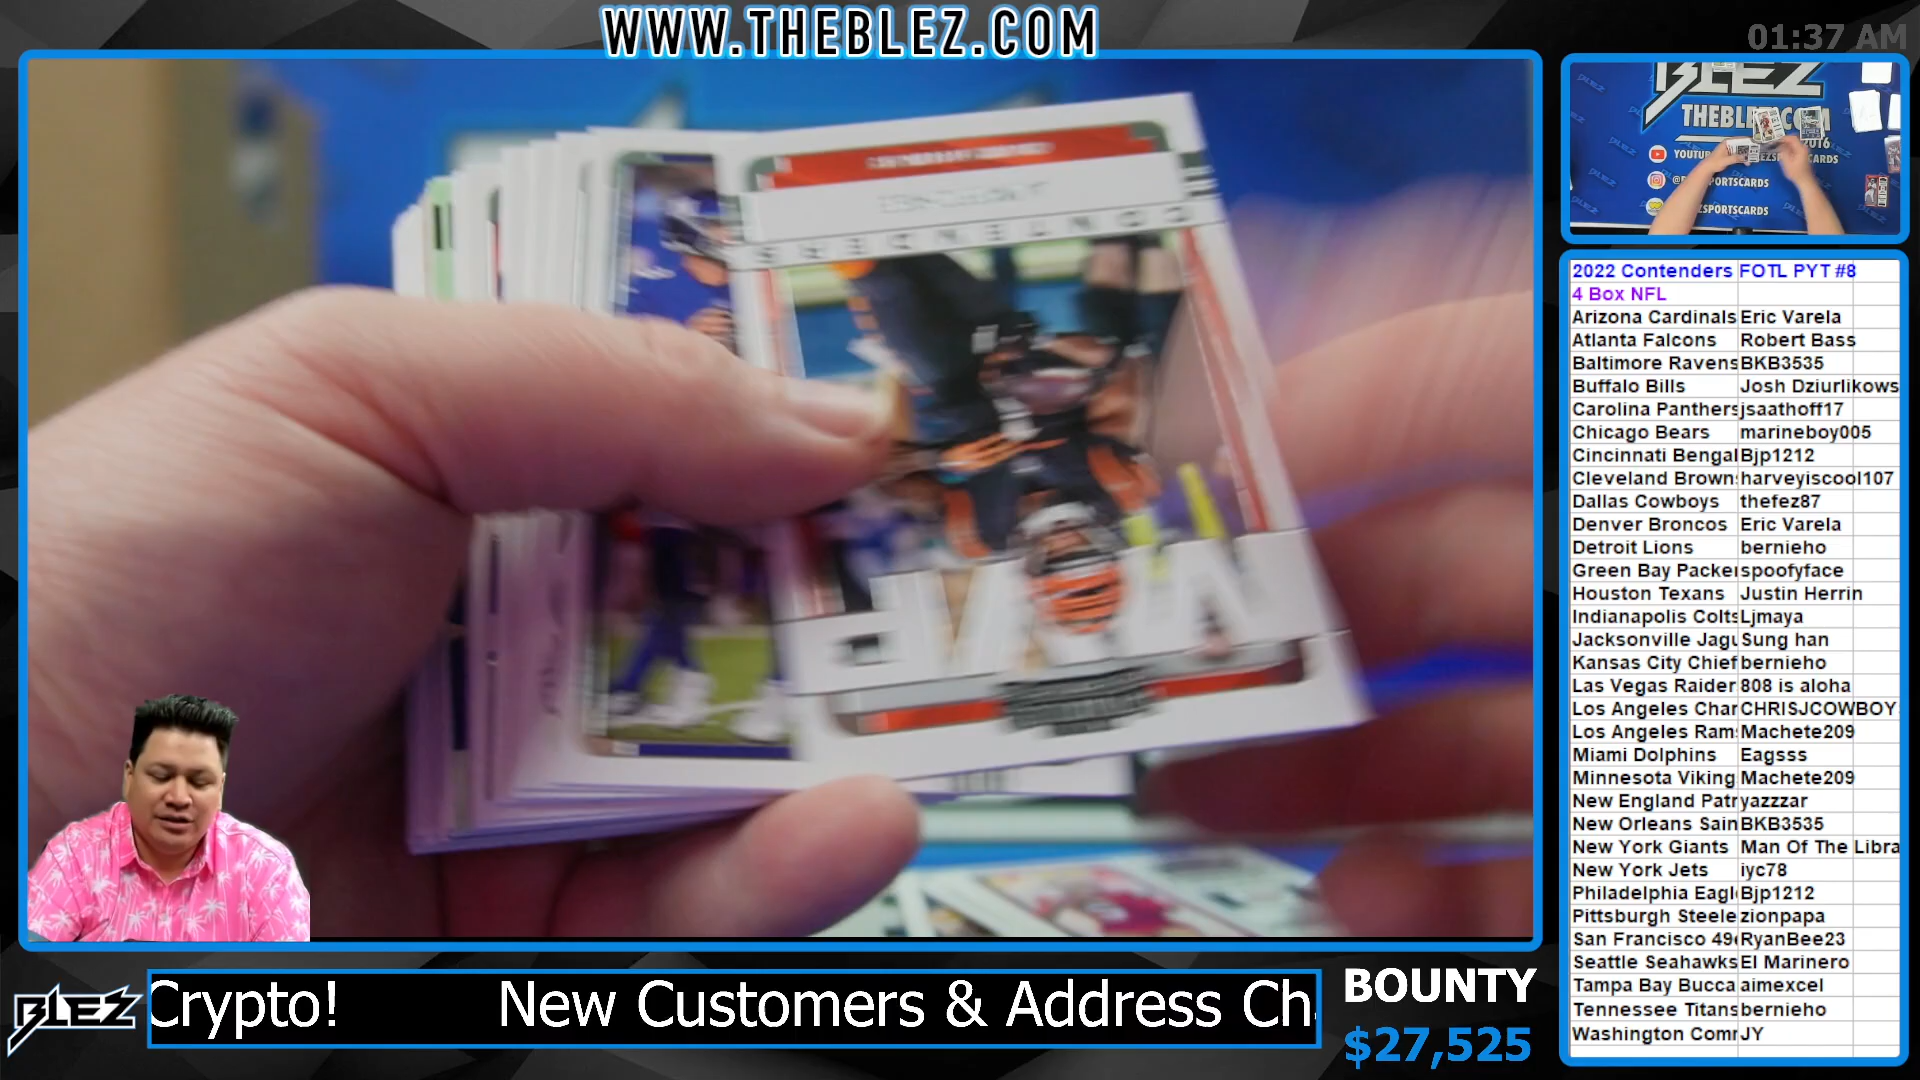 WWW.THEBLEZ.COM
01:37 AM
BLEZ
MVP
CONTENDERS
2022 Contenders FOTL PYT #8
4 Box NFL
Arizona Cardinals Eric Varela
Atlanta Falcons Robert Bass
Baltimore Ravens BKB3535
Buffalo Bills Josh Dziurlikows
Carolina Panthers jsaathoff17
Chicago Bears marineboy005
Cincinnati Bengal Bjp1212
Cleveland Brown harveyiscool107
Dallas Cowboys thefez87
Denver Broncos Eric Varela
Detroit Lions bernieho
Green Bay Packer spoofyface
Houston Texans Justin Herrin
Indianapolis Colts Ljmaya
Jacksonville Jagu Sung han
Kansas City Chief bernieho
Las Vegas Raider 808 is aloha
Los Angeles Char CHRISJCOWBOY
Los Angeles Ram Machete209
Miami Dolphins Eagsss
Minnesota Viking Machete209
New England Patr yazzzar
New Orleans Sain BKB3535
New York Giants Man Of The Libra
New York Jets iyc78
Philadelphia Eagl Bjp1212
Pittsburgh Steele zionpapa
San Francisco 49e RyanBee23
Seattle Seahawks El Marinero
Tampa Bay Bucca aimexcel
Tennessee Titans bernieho
Washington Com JY
BLEZ
Crypto! New Customers & Address Ch
BOUNTY
$27,525